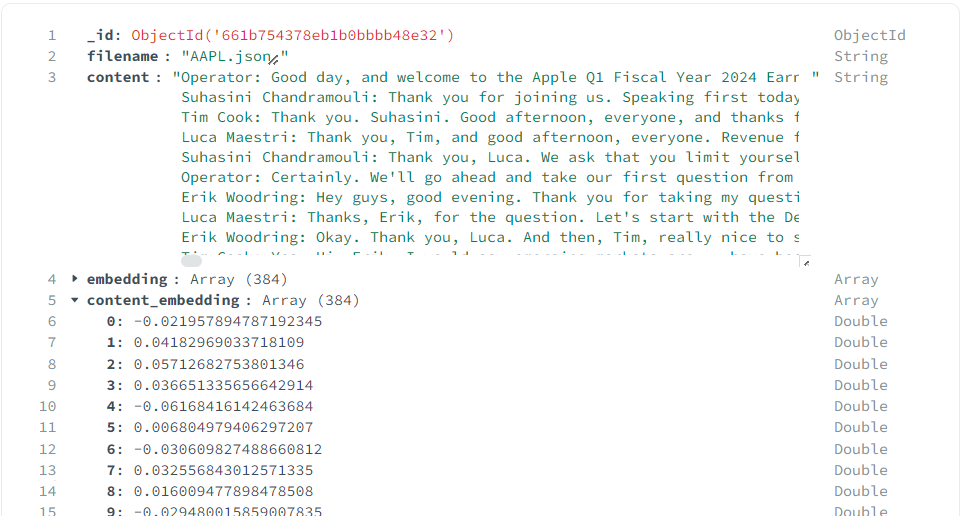 1 _id: ObjectId('661b754378eb1b0bbbb48e32') ObjectId
2 filename : "AAPL.json " String
3 content : "Operator: Good day, and welcome to the Apple Q1 Fiscal Year 2024 Earn " String
Suhasini Chandramouli: Thank you for joining us. Speaking first today
Tim Cook: Thank you. Suhasini. Good afternoon, everyone, and thanks f
Luca Maestri: Thank you, Tim, and good afternoon, everyone. Revenue f
Suhasini Chandramouli: Thank you, Luca. We ask that you limit yoursel
Operator: Certainly. We'll go ahead and take our first question from
Erik Woodring: Hey guys, good evening. Thank you for taking my questi
Luca Maestri: Thanks, Erik, for the question. Let's start with the De
Erik Woodring: Okay. Thank you, Luca. And then, Tim, really nice to s
4 embedding : Array (384) Array
5 content_embedding : Array (384) Array
6 0: -0.021957894787192345 Double
7 1: 0.04182969033718109 Double
8 2: 0.05712682753801346 Double
9 3: 0.036651335656642914 Double
10 4: -0.06168416142463684 Double
11 5: 0.006804979406297207 Double
12 6: -0.030609827488660812 Double
13 7: 0.032556843012571335 Double
14 8: 0.016009477898478508 Double
15 9: -0.029480015859007835 Double